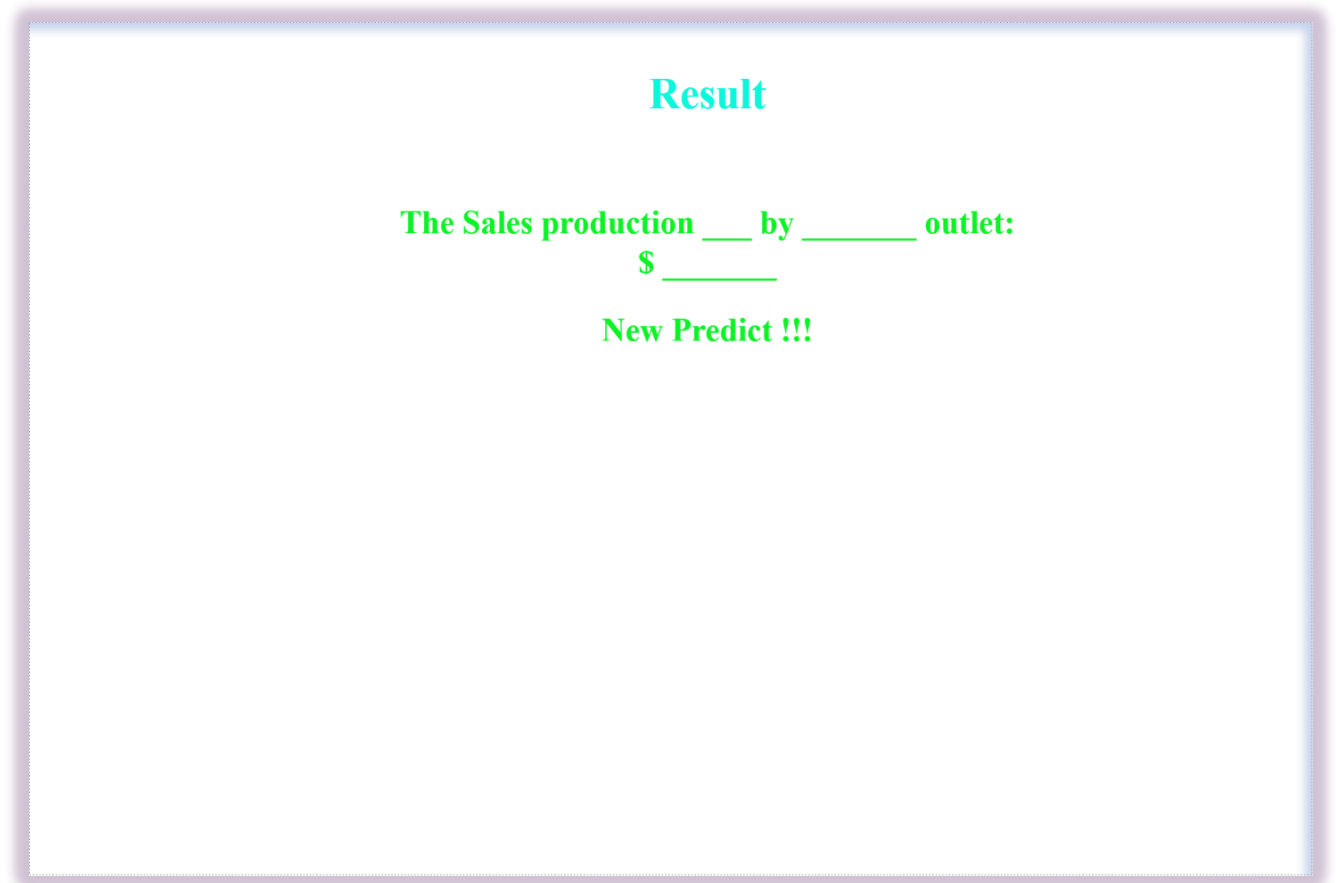 Result
The Sales production ___ by _______ outlet:
$ _______
New Predict !!!